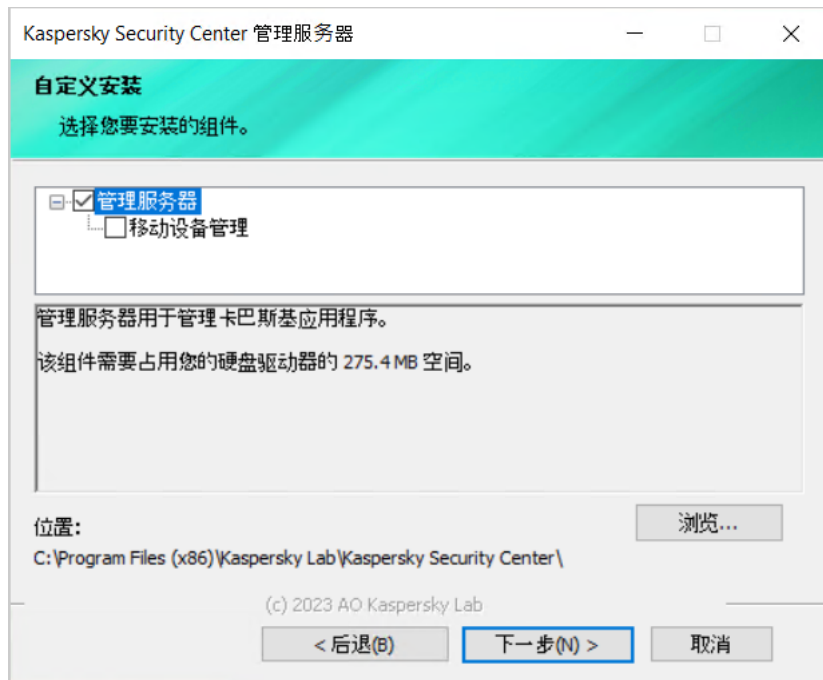 Kaspersky Security Center 管理服务器
自定义安装
选择您要安装的组件。
管理服务器
移动设备管理
管理服务器用于管理卡巴斯基应用程序。
该组件需要占用您的硬盘驱动器的 275.4 MB 空间。
浏览...
位置:
C:\Program Files (x86)\Kaspersky Lab\Kaspersky Security Center\
(c) 2023 AO Kaspersky Lab
< 后退(B) 下一步(N) > 取消